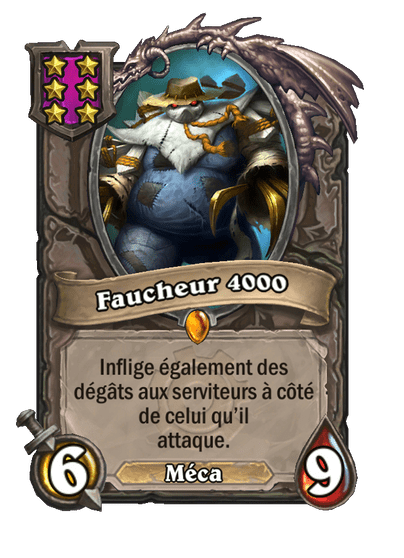 Faucheur 4000
Inflige également des
dégâts aux serviteurs à côté
de celui qu'il
attaque.
6
Méca
9